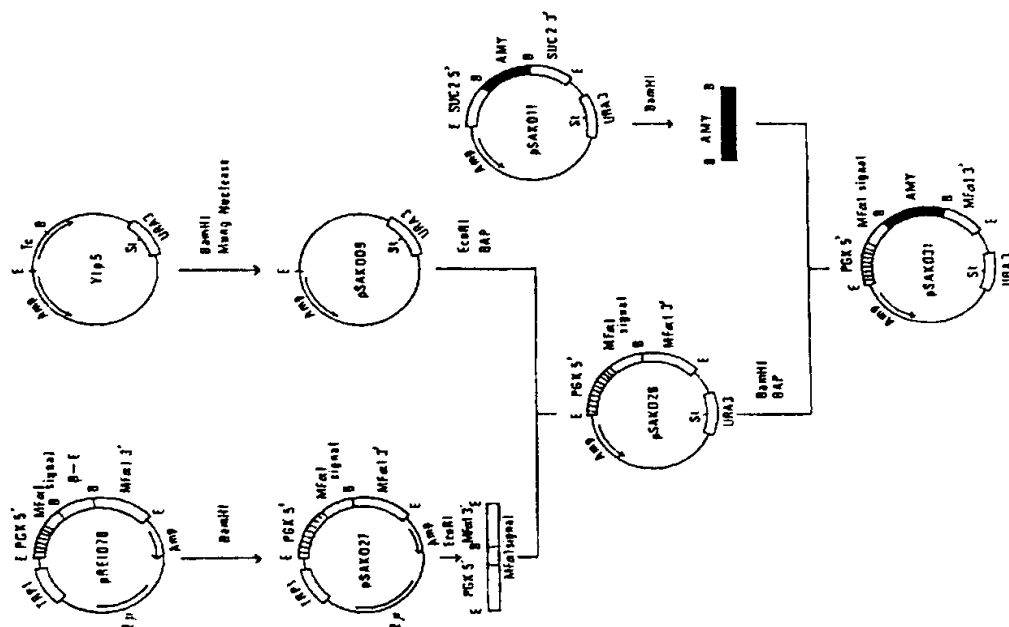 E PGK 5'
MFα1 signal
B
β-E
B
MFα1 3'
E
Amp
TRP1
pRE1078
2μ
BamHI
E PGK 5'
MFα1 signal
B
MFα1 3'
E
Amp
TRP1
pSAK027
2μ
EcoRI
E PGK 5' B MFα1 3' E
MFα1 signal
E
Tc
B
Amp
YIp5
St
URA3
BamHI
Mung Nuclease
E
Amp
pSAK009
St
URA3
EcoRI
BAP
E PGK 5'
MFα1
signal
B
MFα1 3'
E
Amp
pSAK028
St
URA3
BamHI
BAP
E SUC2 5'
B
AMY
B
SUC2 3'
E
Amp
pSAK011
St
URA3
BamHI
B AMY B
E PGK 5'
MFα1 signal
B
AMY
B
MFα1 3'
E
Amp
pSAK031
St
URA3